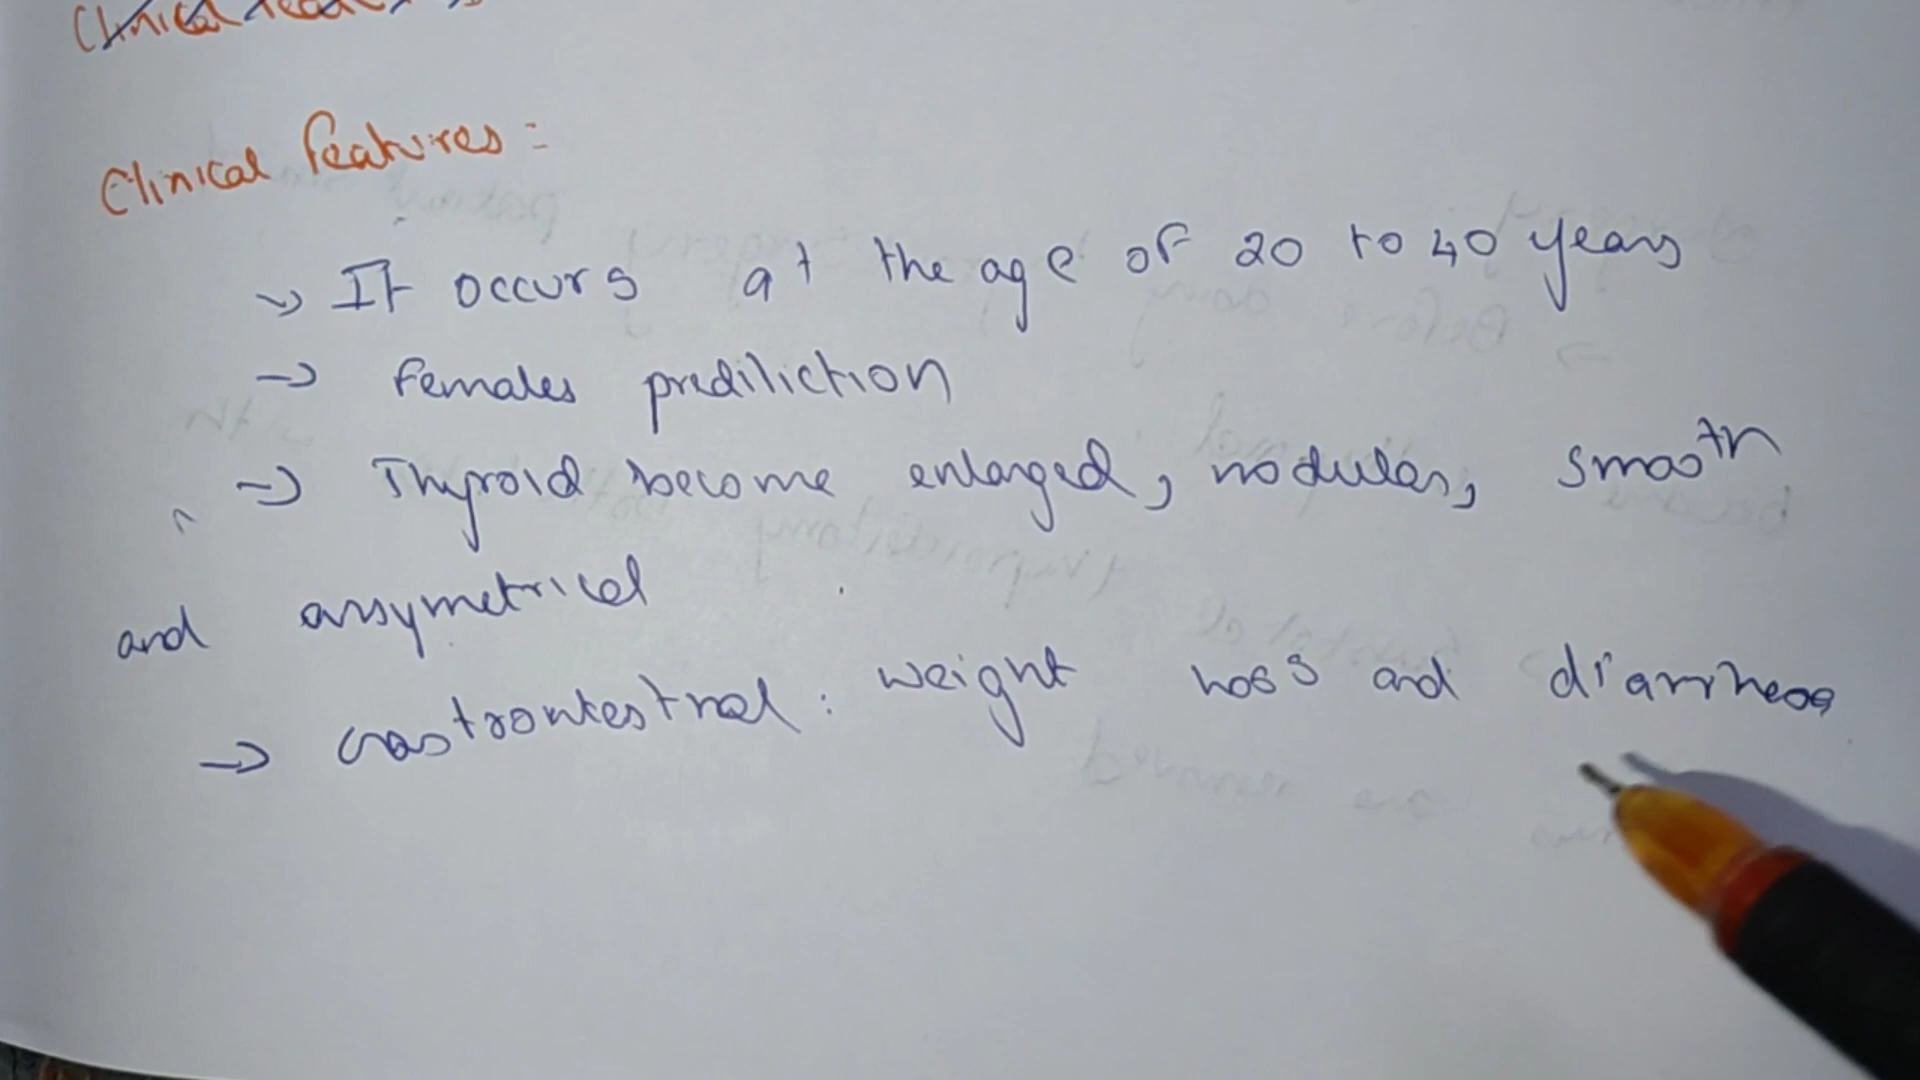 Clinical features :
→ It occurs at the age of 20 to 40 years
→ Females prediliction
→ Thyroid become enlarged, nodules, smooth
and assymetrical
→ Gastrointestinal : weight loss and diarrheoa